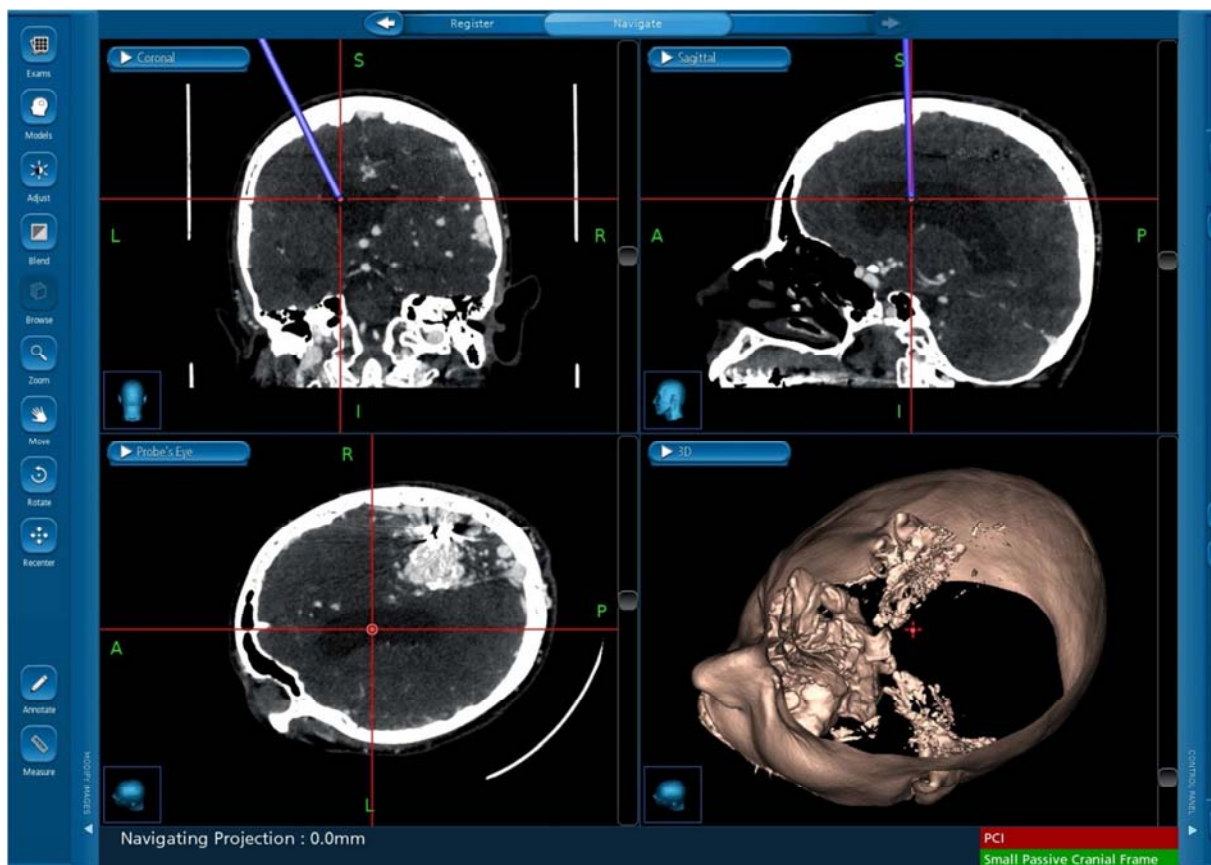 Register
Navigate
Exams
Models
Adjust
Blend
Browse
Zoom
Move
Rotate
Recenter
Annotate
Measure
MODIFY IMAGES
Coronal
S
L
R
I
Sagittal
S
A
P
I
Probe's Eye
R
A
P
L
3D
CONTROL PANEL
Navigating Projection : 0.0mm
PCI
Small Passive Cranial Frame